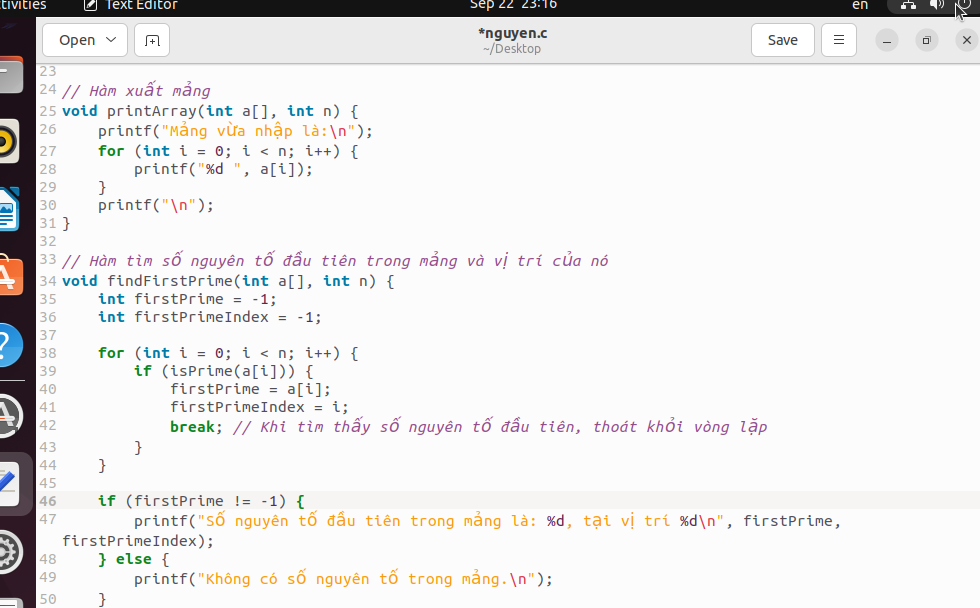 tivities Text Editor Sep 22 23:16 en
Open *nguyen.c Save
~/Desktop
23
24 // Hàm xuất mảng
25 void printArray(int a[], int n) {
26     printf("Mảng vừa nhập là:\n");
27     for (int i = 0; i < n; i++) {
28         printf("%d ", a[i]);
29     }
30     printf("\n");
31 }
32
33 // Hàm tìm số nguyên tố đầu tiên trong mảng và vị trí của nó
34 void findFirstPrime(int a[], int n) {
35     int firstPrime = -1;
36     int firstPrimeIndex = -1;
37
38     for (int i = 0; i < n; i++) {
39         if (isPrime(a[i])) {
40             firstPrime = a[i];
41             firstPrimeIndex = i;
42             break; // Khi tìm thấy số nguyên tố đầu tiên, thoát khỏi vòng lặp
43         }
44     }
45
46     if (firstPrime != -1) {
47         printf("Số nguyên tố đầu tiên trong mảng là: %d, tại vị trí %d\n", firstPrime,
firstPrimeIndex);
48     } else {
49         printf("Không có số nguyên tố trong mảng.\n");
50     }